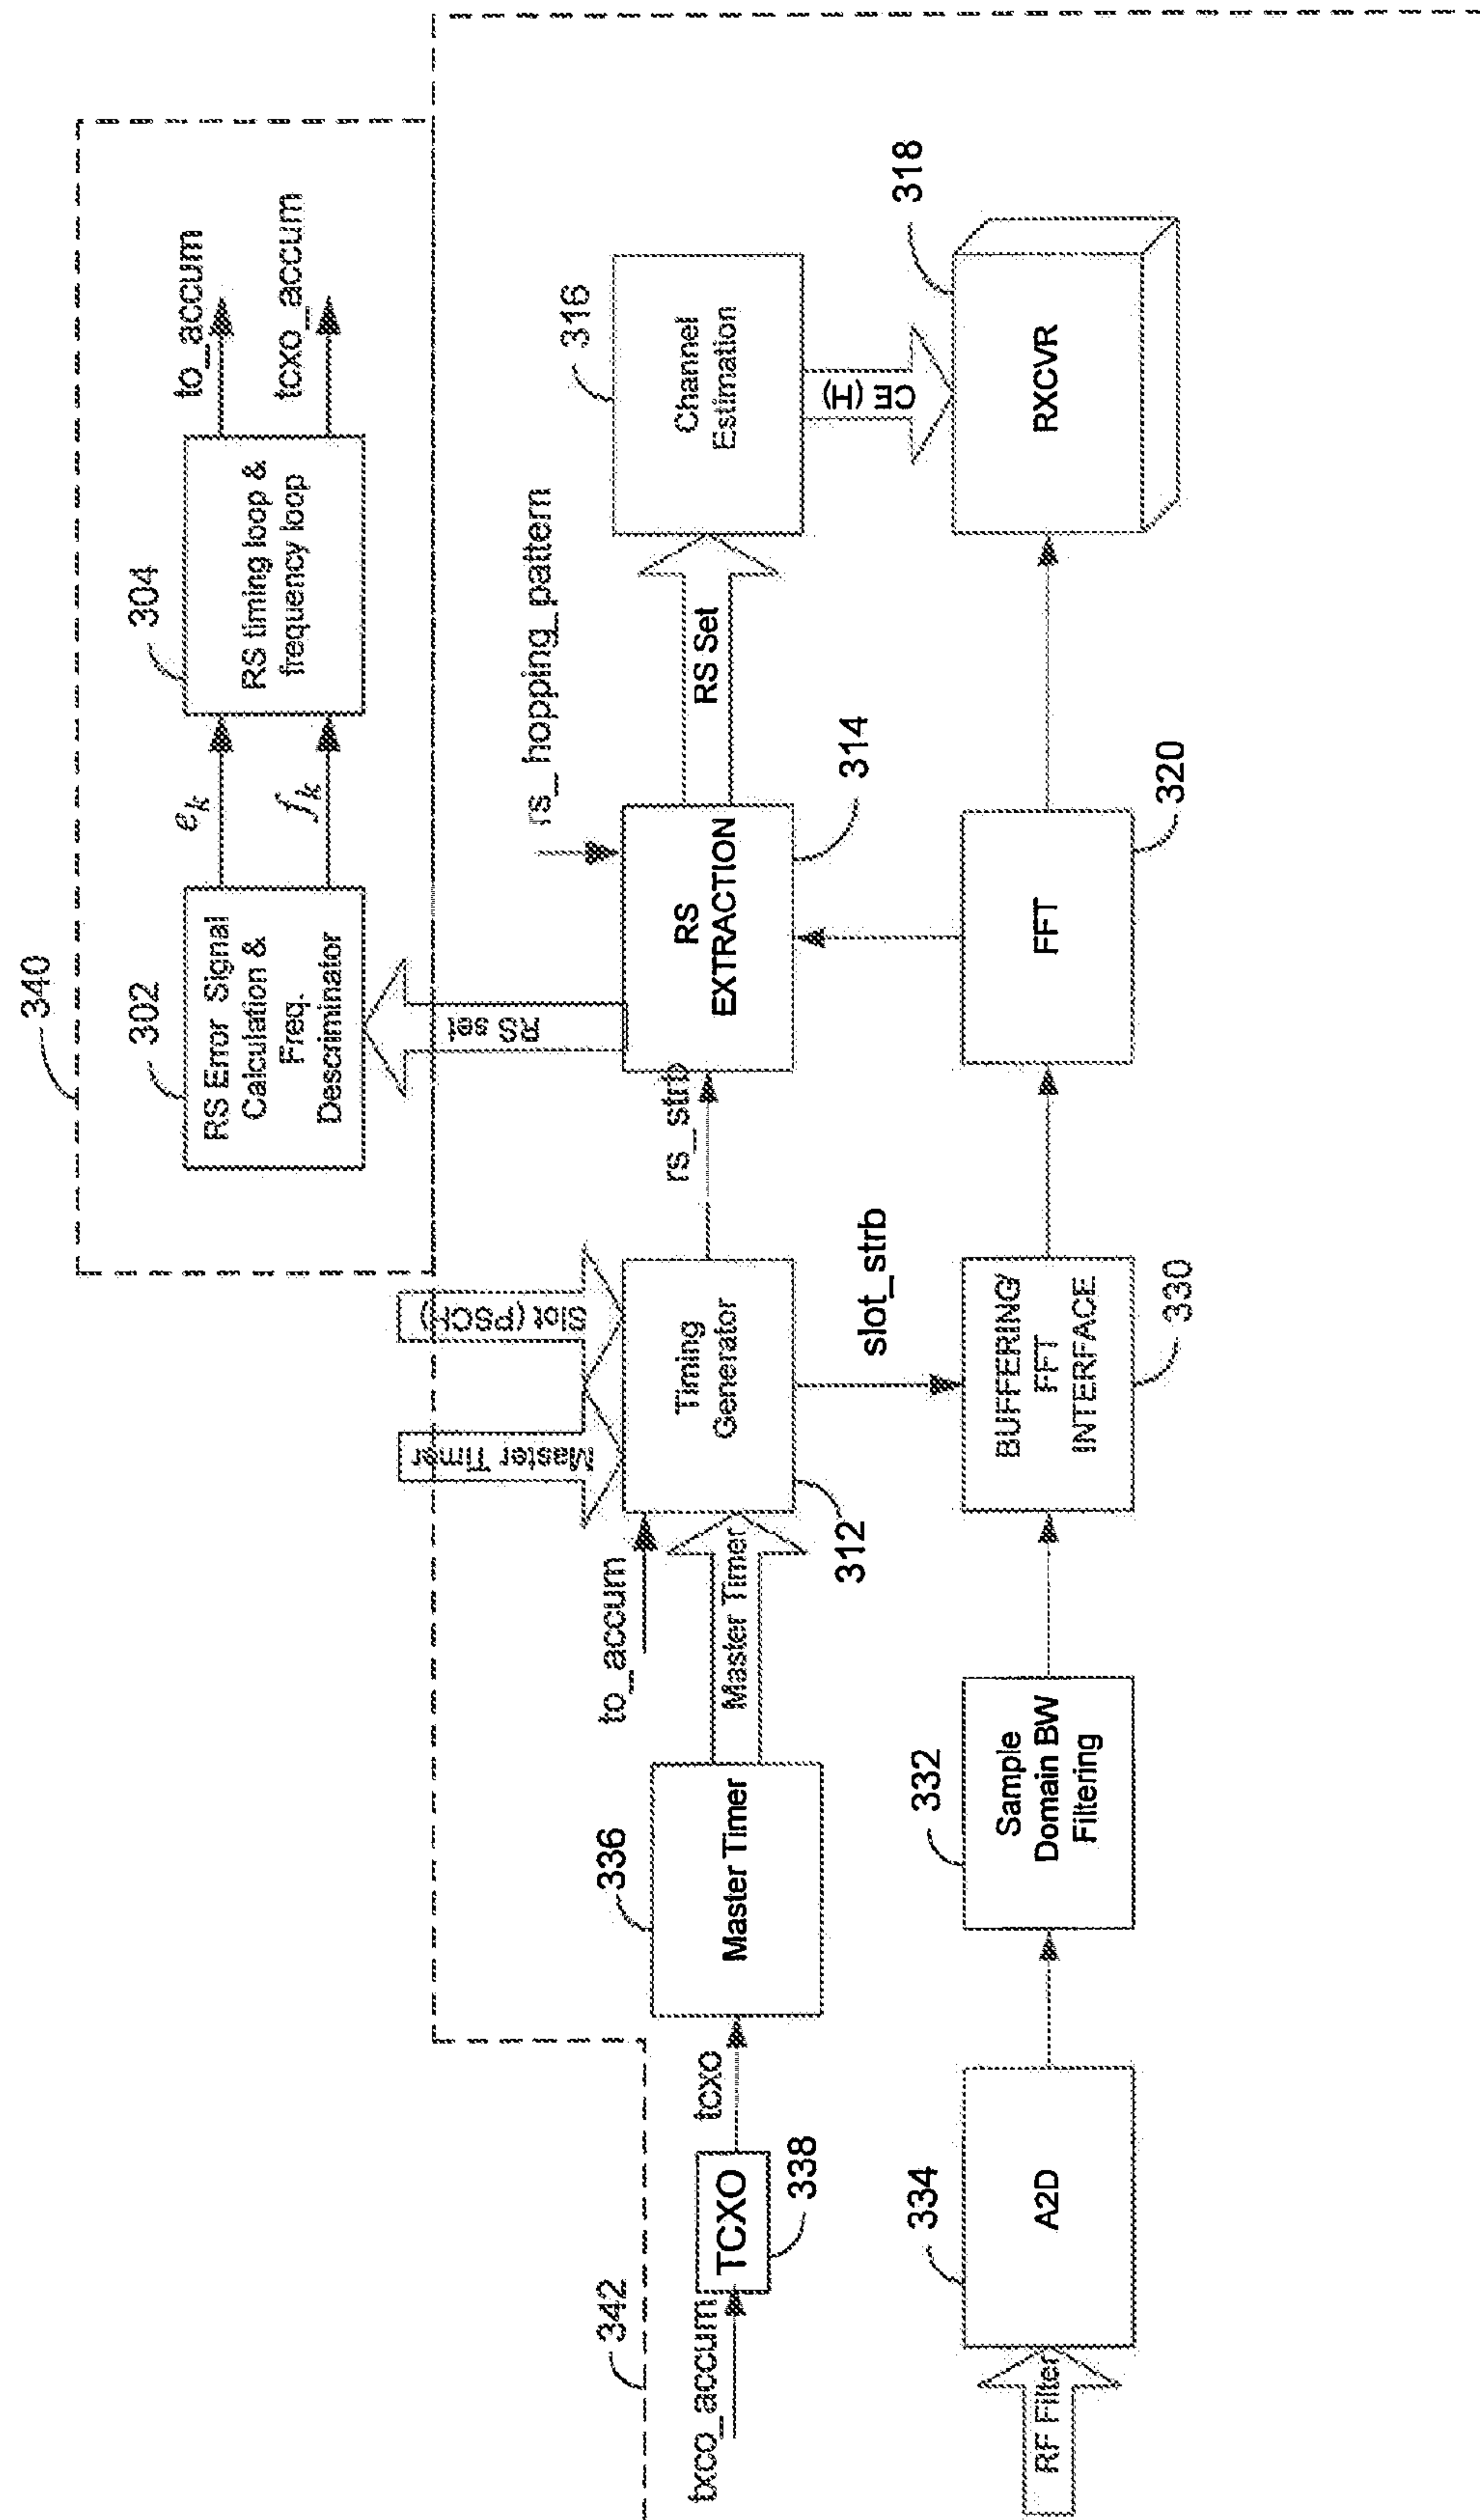 340
302
RS Error Signal
Calculation &
Freq.
Descriminator
e_k
f_k
304
RS timing loop &
frequency loop
to_accum
tcxo_accum
342
txco_accum
TCXO
338
tcxo
336
Master Timer
Master Timer
to_accum
Master Timer
Slot (PSCH)
Timing
Generator
312
rs_strb
slot_strb
RS set
rs_hopping_pattern
RS
EXTRACTION
314
RS Set
316
Channel
Estimation
CE (H)
318
RXCVR
RF Filter
334
A2D
332
Sample
Domain BW
Filtering
BUFFERING/
FFT
INTERFACE
330
FFT
320